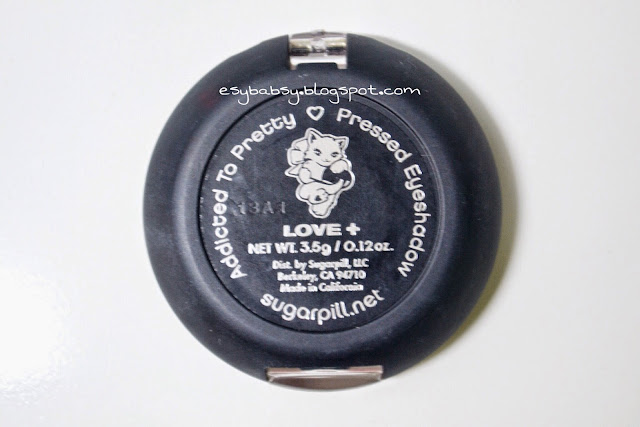 esybabsy.blogspot.com
Addicted To Pretty ♡ Pressed Eyeshadow
13A1
LOVE +
NET WT. 3.5g / 0.12oz.
Dist. by Sugarpill, LLC
Berkeley, CA 94710
Made in California
sugarpill.net